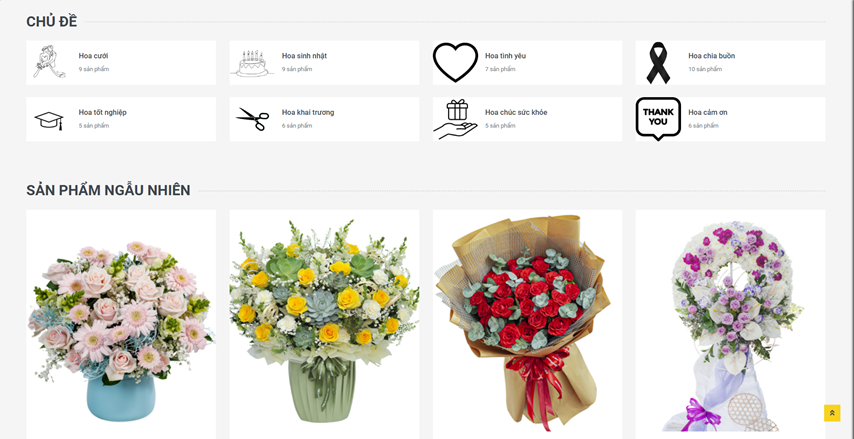 CHỦ ĐỀ
Hoa cưới
9 sản phẩm
Hoa sinh nhật
9 sản phẩm
Hoa tình yêu
7 sản phẩm
Hoa chia buồn
10 sản phẩm
Hoa tốt nghiệp
5 sản phẩm
Hoa khai trương
6 sản phẩm
Hoa chúc sức khỏe
5 sản phẩm
THANK
YOU
Hoa cảm ơn
6 sản phẩm
SẢN PHẨM NGẪU NHIÊN